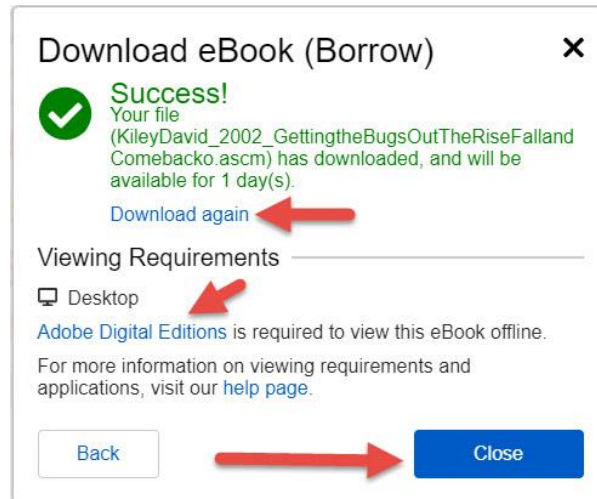 Download eBook (Borrow)
Success!
Your file
(KileyDavid_2002_GettingtheBugsOutTheRiseFalland
Comebacko.ascm) has downloaded, and will be
available for 1 day(s).
Download again
Viewing Requirements
Desktop
Adobe Digital Editions is required to view this eBook offline.
For more information on viewing requirements and
applications, visit our help page.
Back
Close